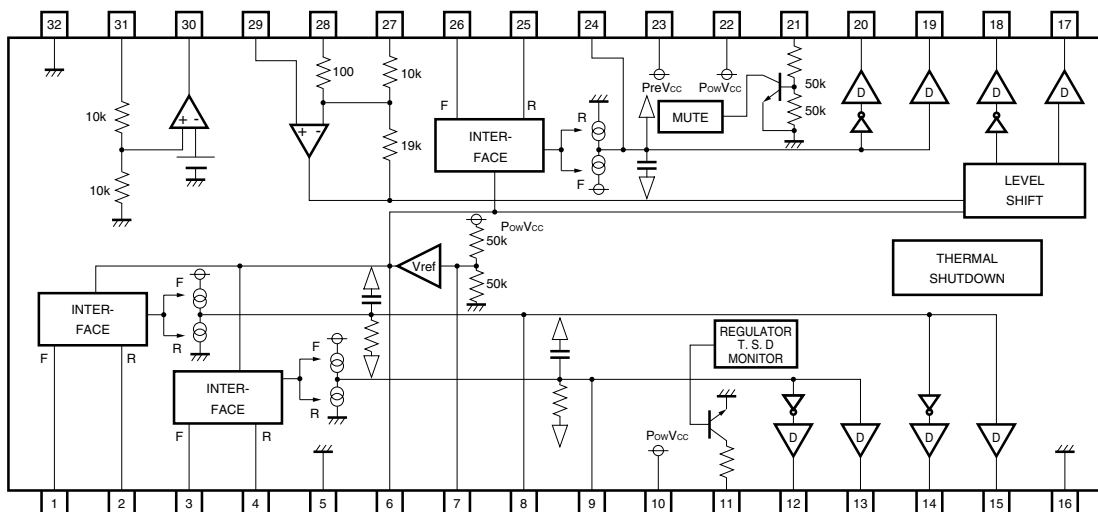 32 31 30 29 28 27 26 25 24 23 22 21 20 19 18 17
100
10k
F
R
PreVCC
PowVCC
50k
50k
D
D
D
D
10k
+ -
+ -
19k
INTER-
FACE
R
F
MUTE
10k
LEVEL
SHIFT
PowVCC
50k
Vref
50k
THERMAL
SHUTDOWN
F
INTER-
FACE
R
F
R
F
INTER-
FACE
R
F
R
REGULATOR
T. S. D
MONITOR
PowVCC
D
D
D
D
1 2 3 4 5 6 7 8 9 10 11 12 13 14 15 16